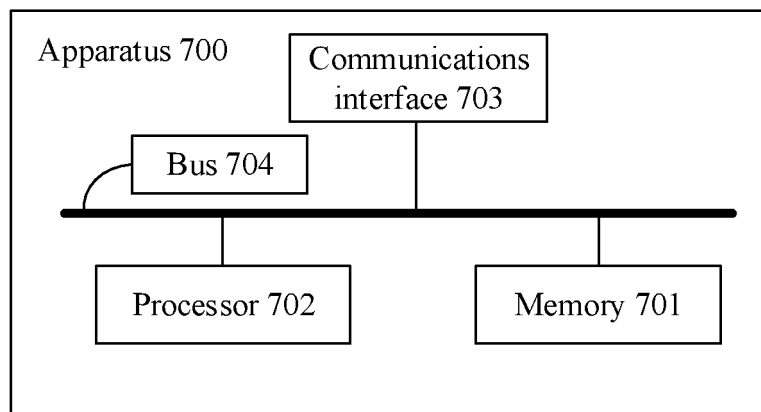 Apparatus 700
Communications
interface 703
Bus 704
Processor 702
Memory 701